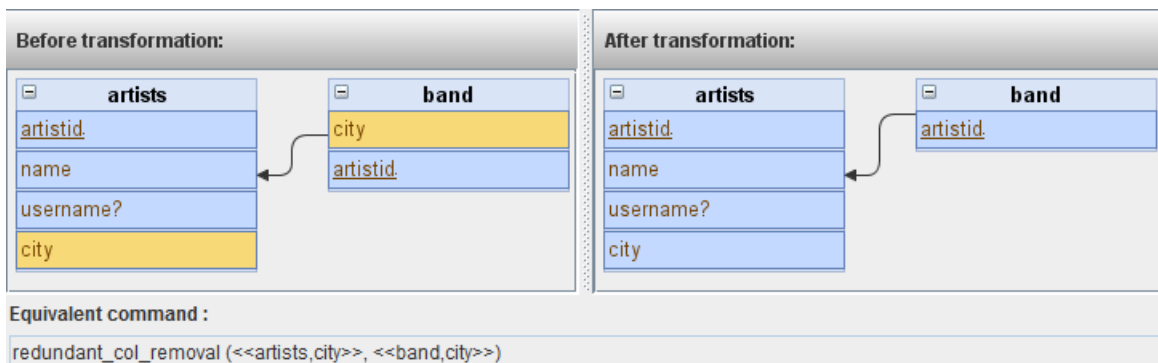 Before transformation:
artists
artistid.
name
username?
city
band
city
artistid.
After transformation:
artists
artistid.
name
username?
city
band
artistid.
Equivalent command :
redundant_col_removal (<<artists,city>>, <<band,city>>)